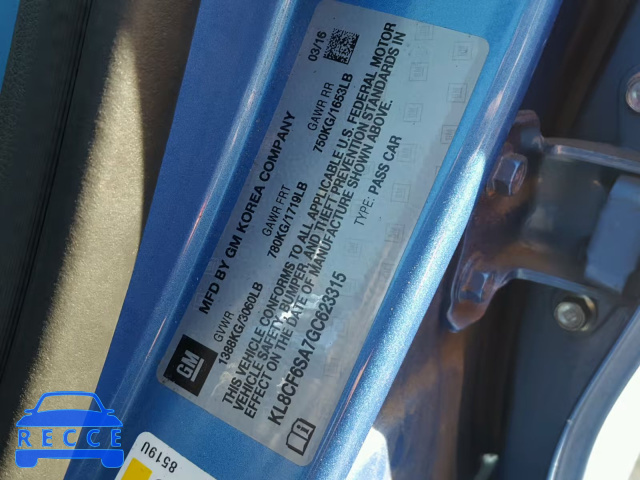 MFD BY GM KOREA COMPANY
03/16
GVWR
GAWR FRT
GAWR RR
1388KG/3060LB
780KG/1719LB
750KG/1653LB
THIS VEHICLE CONFORMS TO ALL APPLICABLE U.S. FEDERAL MOTOR
VEHICLE SAFETY, BUMPER, AND THEFT PREVENTION STANDARDS IN
EFFECT ON THE DATE OF MANUFACTURE SHOWN ABOVE.
KL8CF6SA7GC623315
TYPE: PASS CAR
GM
8519U
RECCE